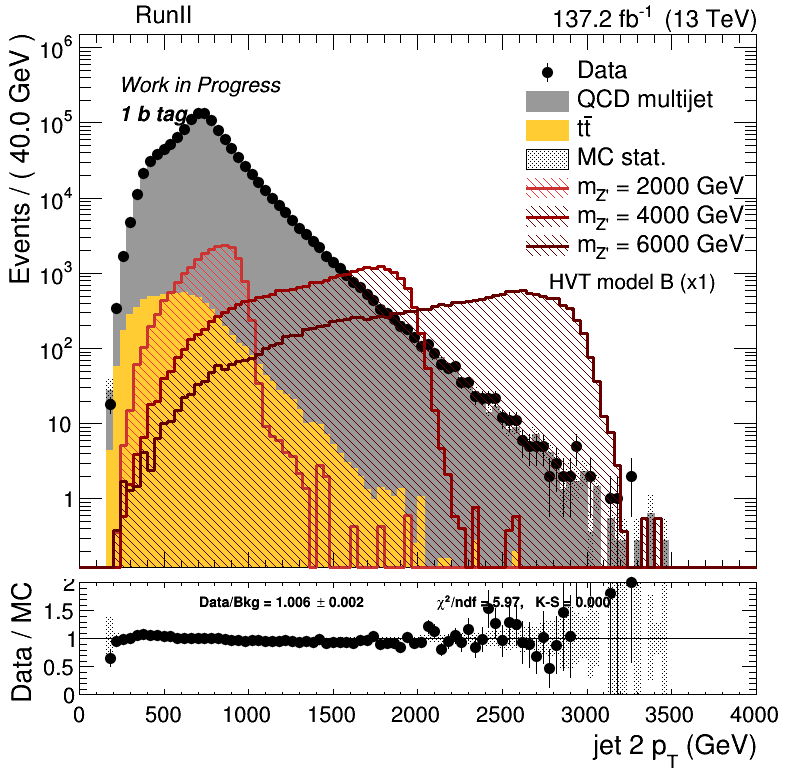 RunII 137.2 fb⁻¹ (13 TeV)
Events / ( 40.0 GeV )
10⁶
10⁵
10⁴
10³
10²
10
1
Work in Progress
1 b tag
Data
QCD multijet
tt̄
MC stat.
m_Z' = 2000 GeV
m_Z' = 4000 GeV
m_Z' = 6000 GeV
HVT model B (x1)
Data / MC
2
1.5
1
0.5
0
Data/Bkg = 1.006 ± 0.002 χ²/ndf = 5.97, K-S = 0.000
0 500 1000 1500 2000 2500 3000 3500 4000
jet 2 p_T (GeV)